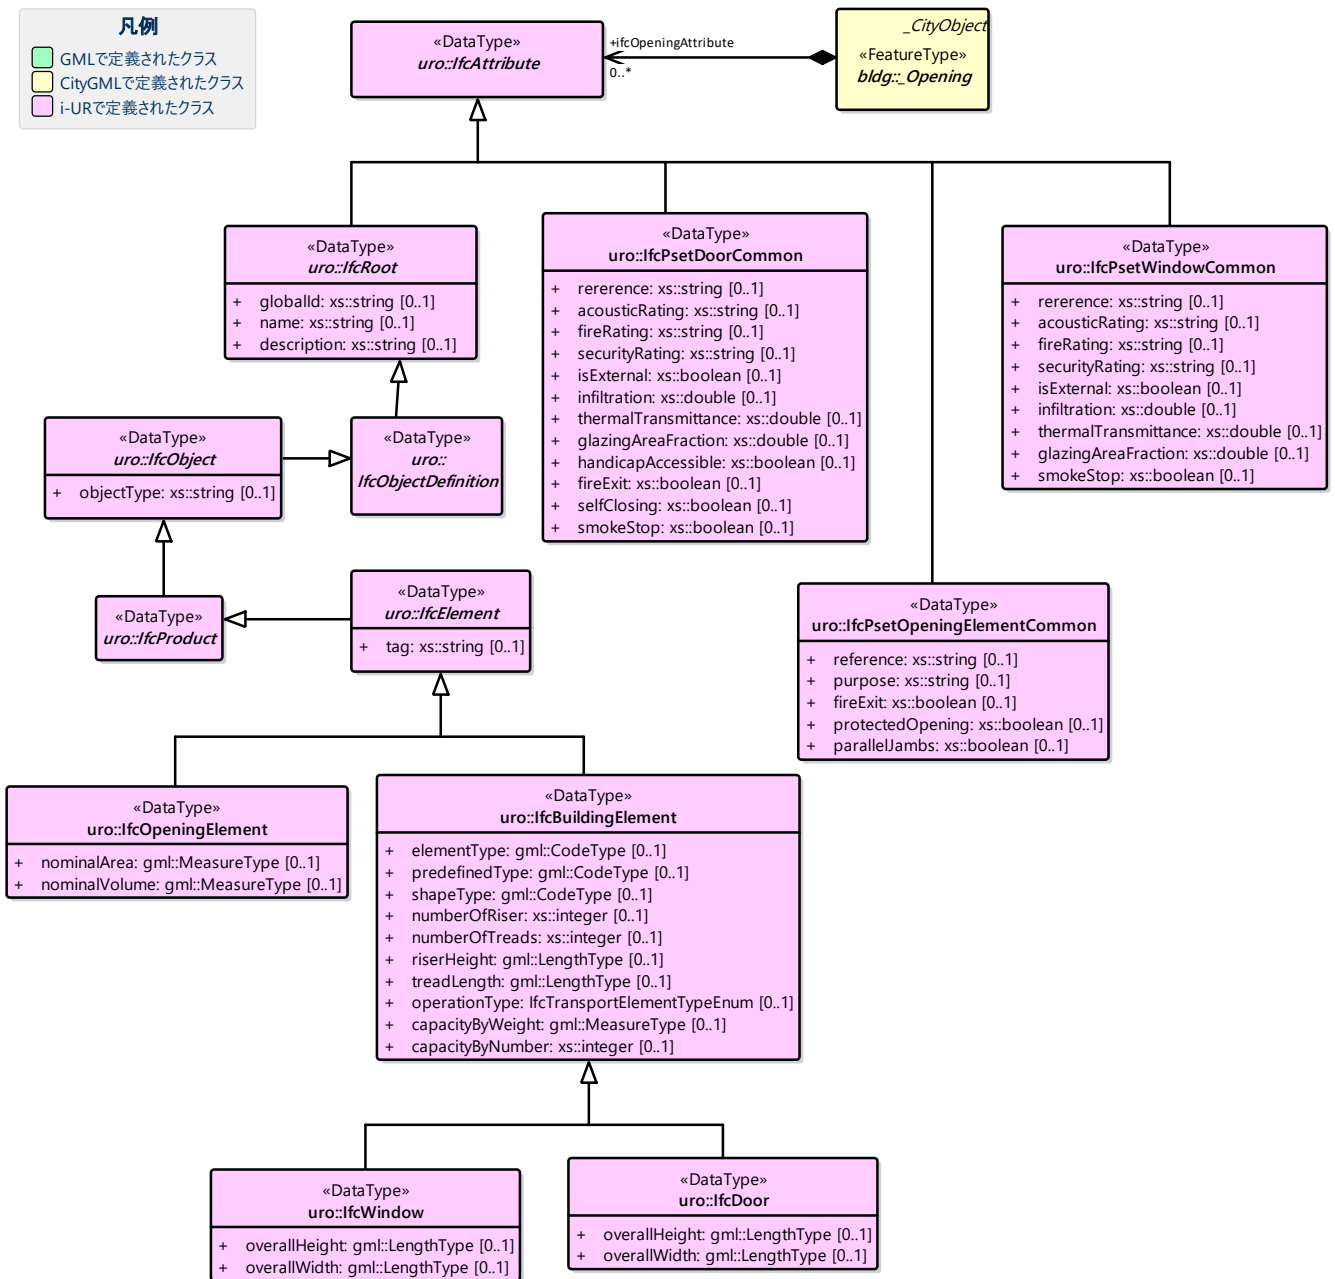 凡例
GMLで定義されたクラス
CityGMLで定義されたクラス
i-URで定義されたクラス
«DataType»
uro::IfcAttribute
+ifcOpeningAttribute
0..*
_CityObject
«FeatureType»
bldg::_Opening
«DataType»
uro::IfcRoot
+ globalId: xs::string [0..1]
+ name: xs::string [0..1]
+ description: xs::string [0..1]
«DataType»
uro::IfcPsetDoorCommon
+ rererence: xs::string [0..1]
+ acousticRating: xs::string [0..1]
+ fireRating: xs::string [0..1]
+ securityRating: xs::string [0..1]
+ isExternal: xs::boolean [0..1]
+ infiltration: xs::double [0..1]
+ thermalTransmittance: xs::double [0..1]
+ glazingAreaFraction: xs::double [0..1]
+ handicapAccessible: xs::boolean [0..1]
+ fireExit: xs::boolean [0..1]
+ selfClosing: xs::boolean [0..1]
+ smokeStop: xs::boolean [0..1]
«DataType»
uro::IfcPsetWindowCommon
+ rererence: xs::string [0..1]
+ acousticRating: xs::string [0..1]
+ fireRating: xs::string [0..1]
+ securityRating: xs::string [0..1]
+ isExternal: xs::boolean [0..1]
+ infiltration: xs::double [0..1]
+ thermalTransmittance: xs::double [0..1]
+ glazingAreaFraction: xs::double [0..1]
+ smokeStop: xs::boolean [0..1]
«DataType»
uro::IfcObject
+ objectType: xs::string [0..1]
«DataType»
uro::
IfcObjectDefinition
«DataType»
uro::IfcProduct
«DataType»
uro::IfcElement
+ tag: xs::string [0..1]
«DataType»
uro::IfcPsetOpeningElementCommon
+ reference: xs::string [0..1]
+ purpose: xs::string [0..1]
+ fireExit: xs::boolean [0..1]
+ protectedOpening: xs::boolean [0..1]
+ parallelJambs: xs::boolean [0..1]
«DataType»
uro::IfcOpeningElement
+ nominalArea: gml::MeasureType [0..1]
+ nominalVolume: gml::MeasureType [0..1]
«DataType»
uro::IfcBuildingElement
+ elementType: gml::CodeType [0..1]
+ predefinedType: gml::CodeType [0..1]
+ shapeType: gml::CodeType [0..1]
+ numberOfRiser: xs::integer [0..1]
+ numberOfTreads: xs::integer [0..1]
+ riserHeight: gml::LengthType [0..1]
+ treadLength: gml::LengthType [0..1]
+ operationType: IfcTransportElementTypeEnum [0..1]
+ capacityByWeight: gml::MeasureType [0..1]
+ capacityByNumber: xs::integer [0..1]
«DataType»
uro::IfcWindow
+ overallHeight: gml::LengthType [0..1]
+ overallWidth: gml::LengthType [0..1]
«DataType»
uro::IfcDoor
+ overallHeight: gml::LengthType [0..1]
+ overallWidth: gml::LengthType [0..1]